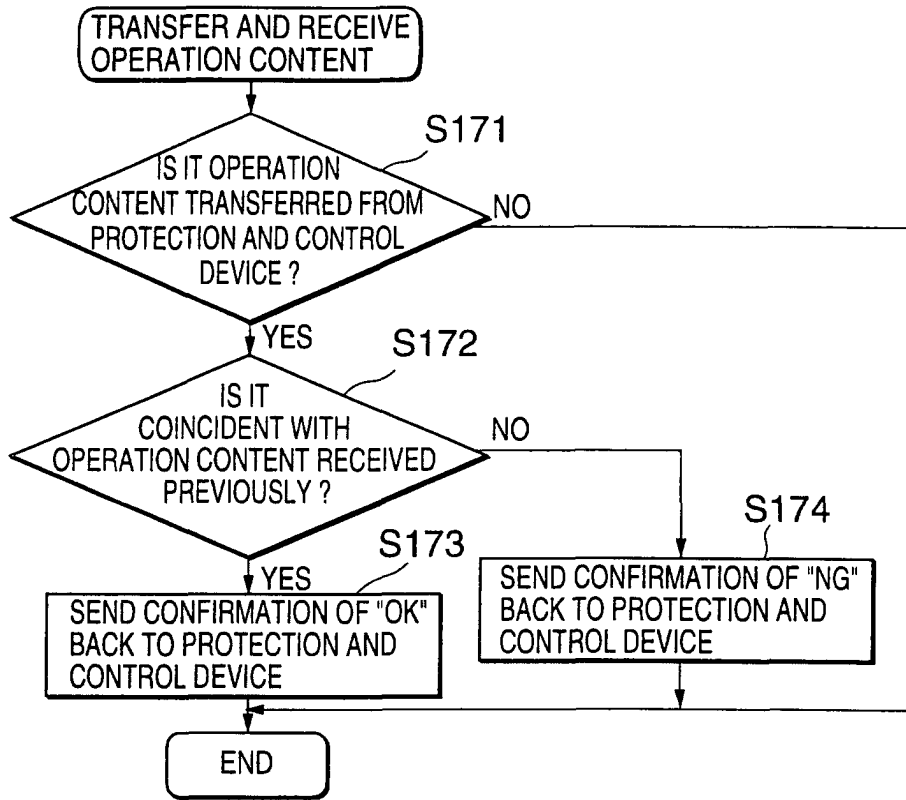 TRANSFER AND RECEIVE
OPERATION CONTENT
S171
IS IT OPERATION
CONTENT TRANSFERRED FROM
PROTECTION AND CONTROL
DEVICE ?
NO
YES
S172
IS IT
COINCIDENT WITH
OPERATION CONTENT RECEIVED
PREVIOUSLY ?
NO
YES
S173
SEND CONFIRMATION OF "OK"
BACK TO PROTECTION AND
CONTROL DEVICE
S174
SEND CONFIRMATION OF "NG"
BACK TO PROTECTION AND
CONTROL DEVICE
END